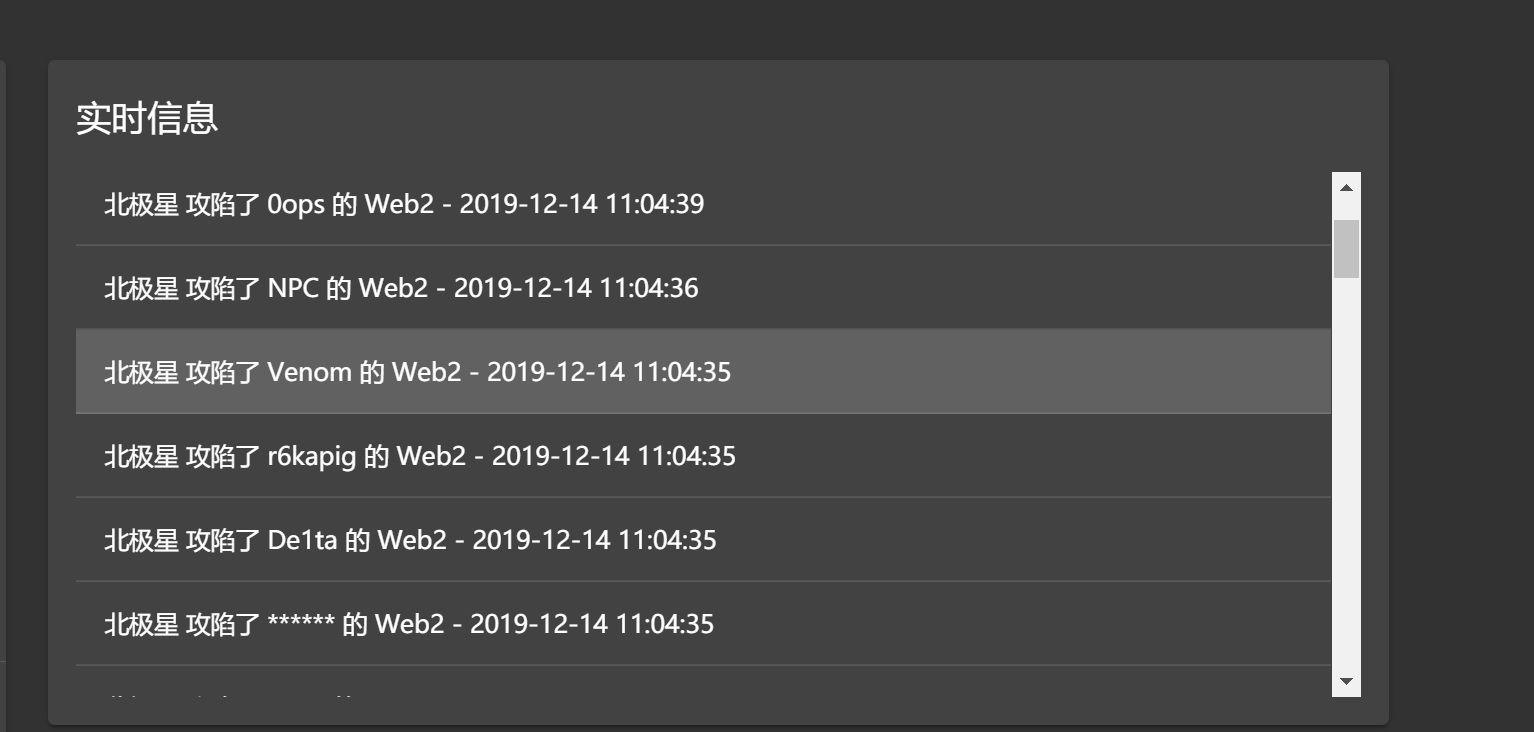 实时信息
北极星 攻陷了 0ops 的 Web2 - 2019-12-14 11:04:39
北极星 攻陷了 NPC 的 Web2 - 2019-12-14 11:04:36
北极星 攻陷了 Venom 的 Web2 - 2019-12-14 11:04:35
北极星 攻陷了 r6kapig 的 Web2 - 2019-12-14 11:04:35
北极星 攻陷了 De1ta 的 Web2 - 2019-12-14 11:04:35
北极星 攻陷了 ****** 的 Web2 - 2019-12-14 11:04:35